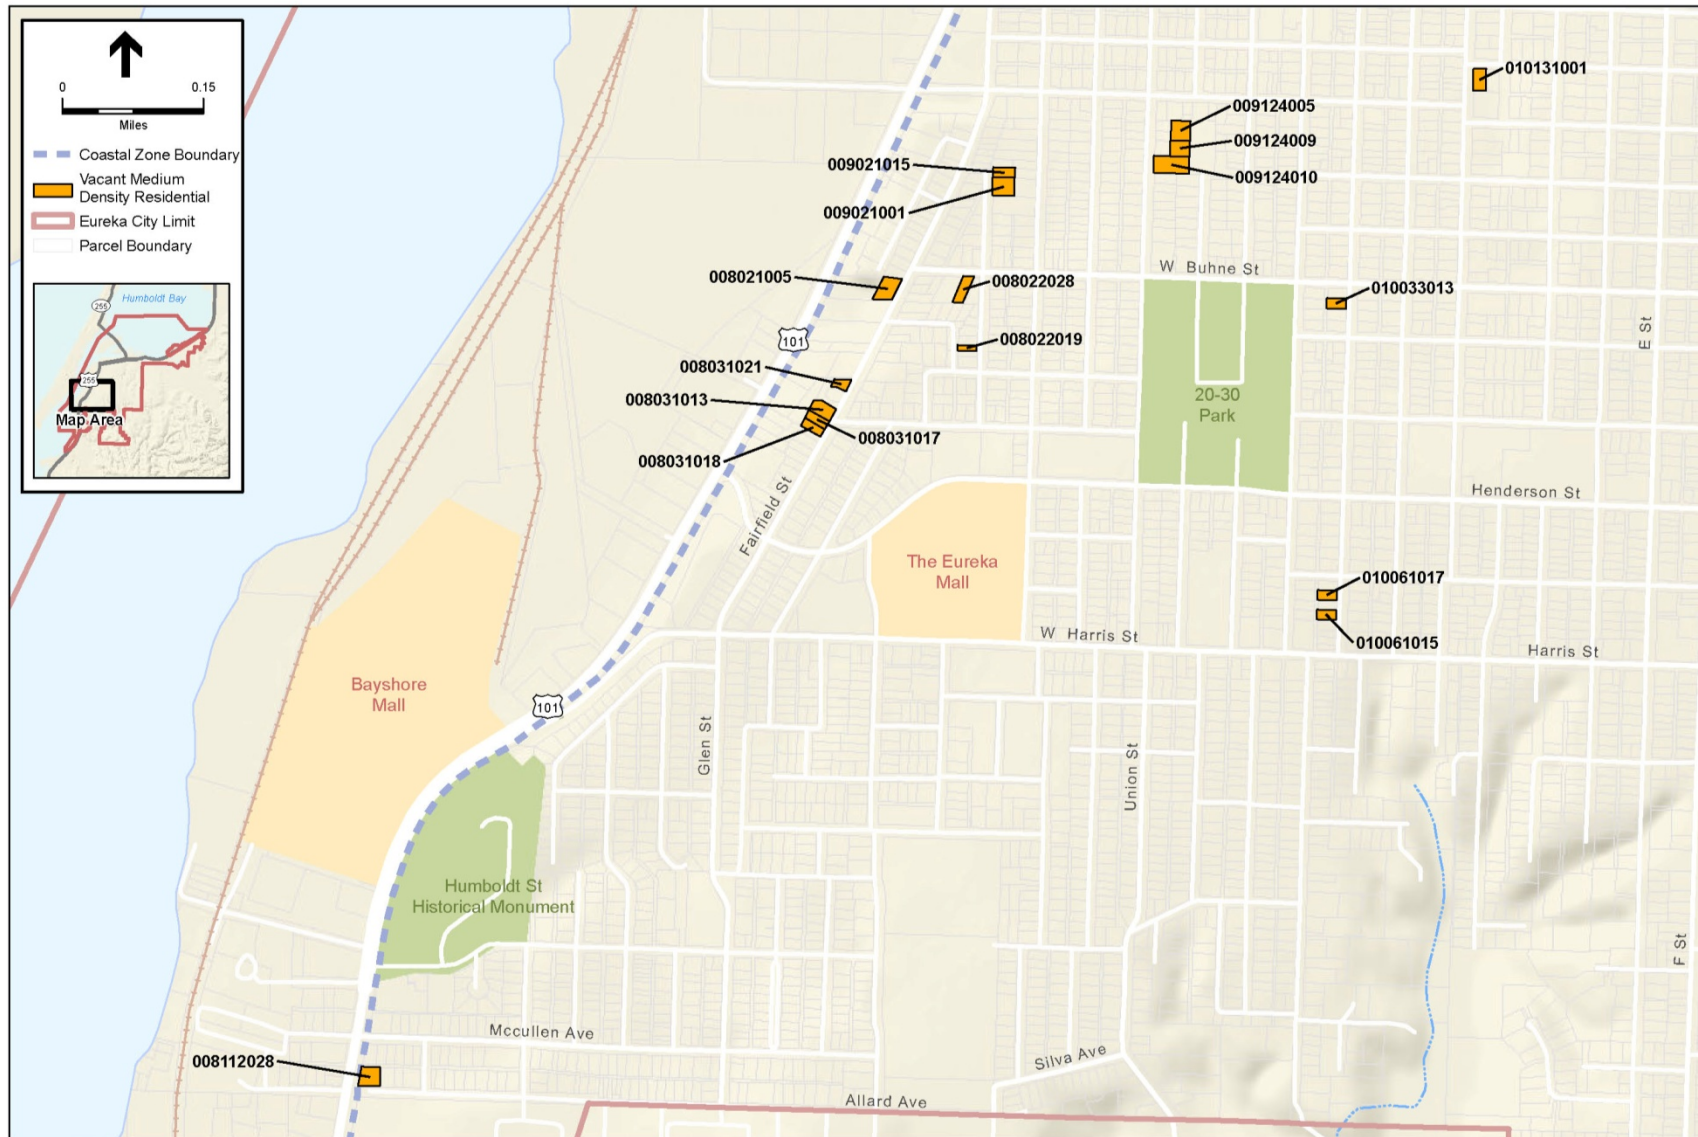 0
0.15
Miles
Coastal Zone Boundary
Vacant Medium
Density Residential
Eureka City Limit
Parcel Boundary
Humboldt Bay
255
255
Map Area
010131001
009124005
009124009
009124010
009021015
009021001
W Buhne St
008021005
008022028
010033013
E St
101
008022019
008031021
20-30
Park
008031013
008031017
008031018
Henderson St
Fairfield St
The Eureka
Mall
010061017
W Harris St
010061015
Harris St
Bayshore
Mall
101
Glen St
Union St
Humboldt St
Historical Monument
F St
Mccullen Ave
Silva Ave
008112028
Allard Ave